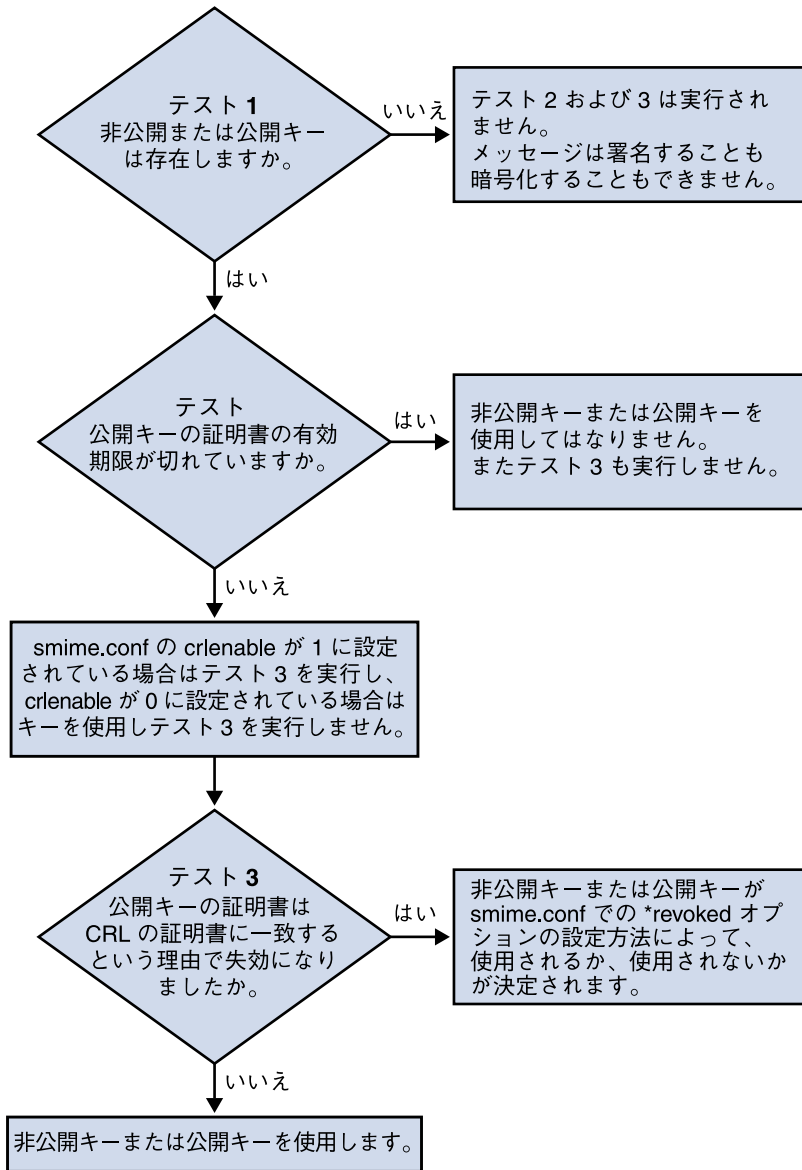 テスト 1
非公開または公開キー
は存在しますか。
いいえ
テスト 2 および 3 は実行され
ません。
メッセージは署名することも
暗号化することもできません。
はい
テスト
公開キーの証明書の有効
期限が切れていますか。
はい
非公開キーまたは公開キーを
使用してはなりません。
またテスト 3 も実行しません。
いいえ
smime.conf の crlenable が 1 に設定
されている場合はテスト 3 を実行し、
crlenable が 0 に設定されている場合は
キーを使用しテスト 3 を実行しません。
テスト 3
公開キーの証明書は
CRL の証明書に一致する
という理由で失効になり
ましたか。
はい
非公開キーまたは公開キーが
smime.conf での *revoked オプ
ションの設定方法によって、
使用されるか、使用されないか
が決定されます。
いいえ
非公開キーまたは公開キーを使用します。